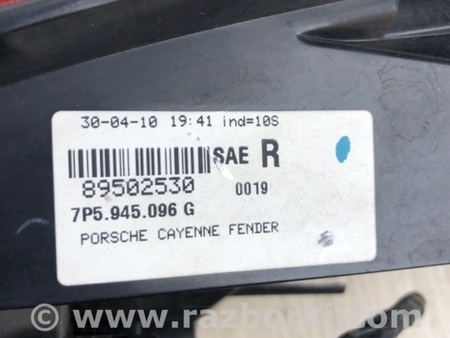 30-04-10 19:41 ind=10S
SAE R
89502530 0019
7P5.945.096 G
PORSCHE CAYENNE FENDER
© www.razborki.com